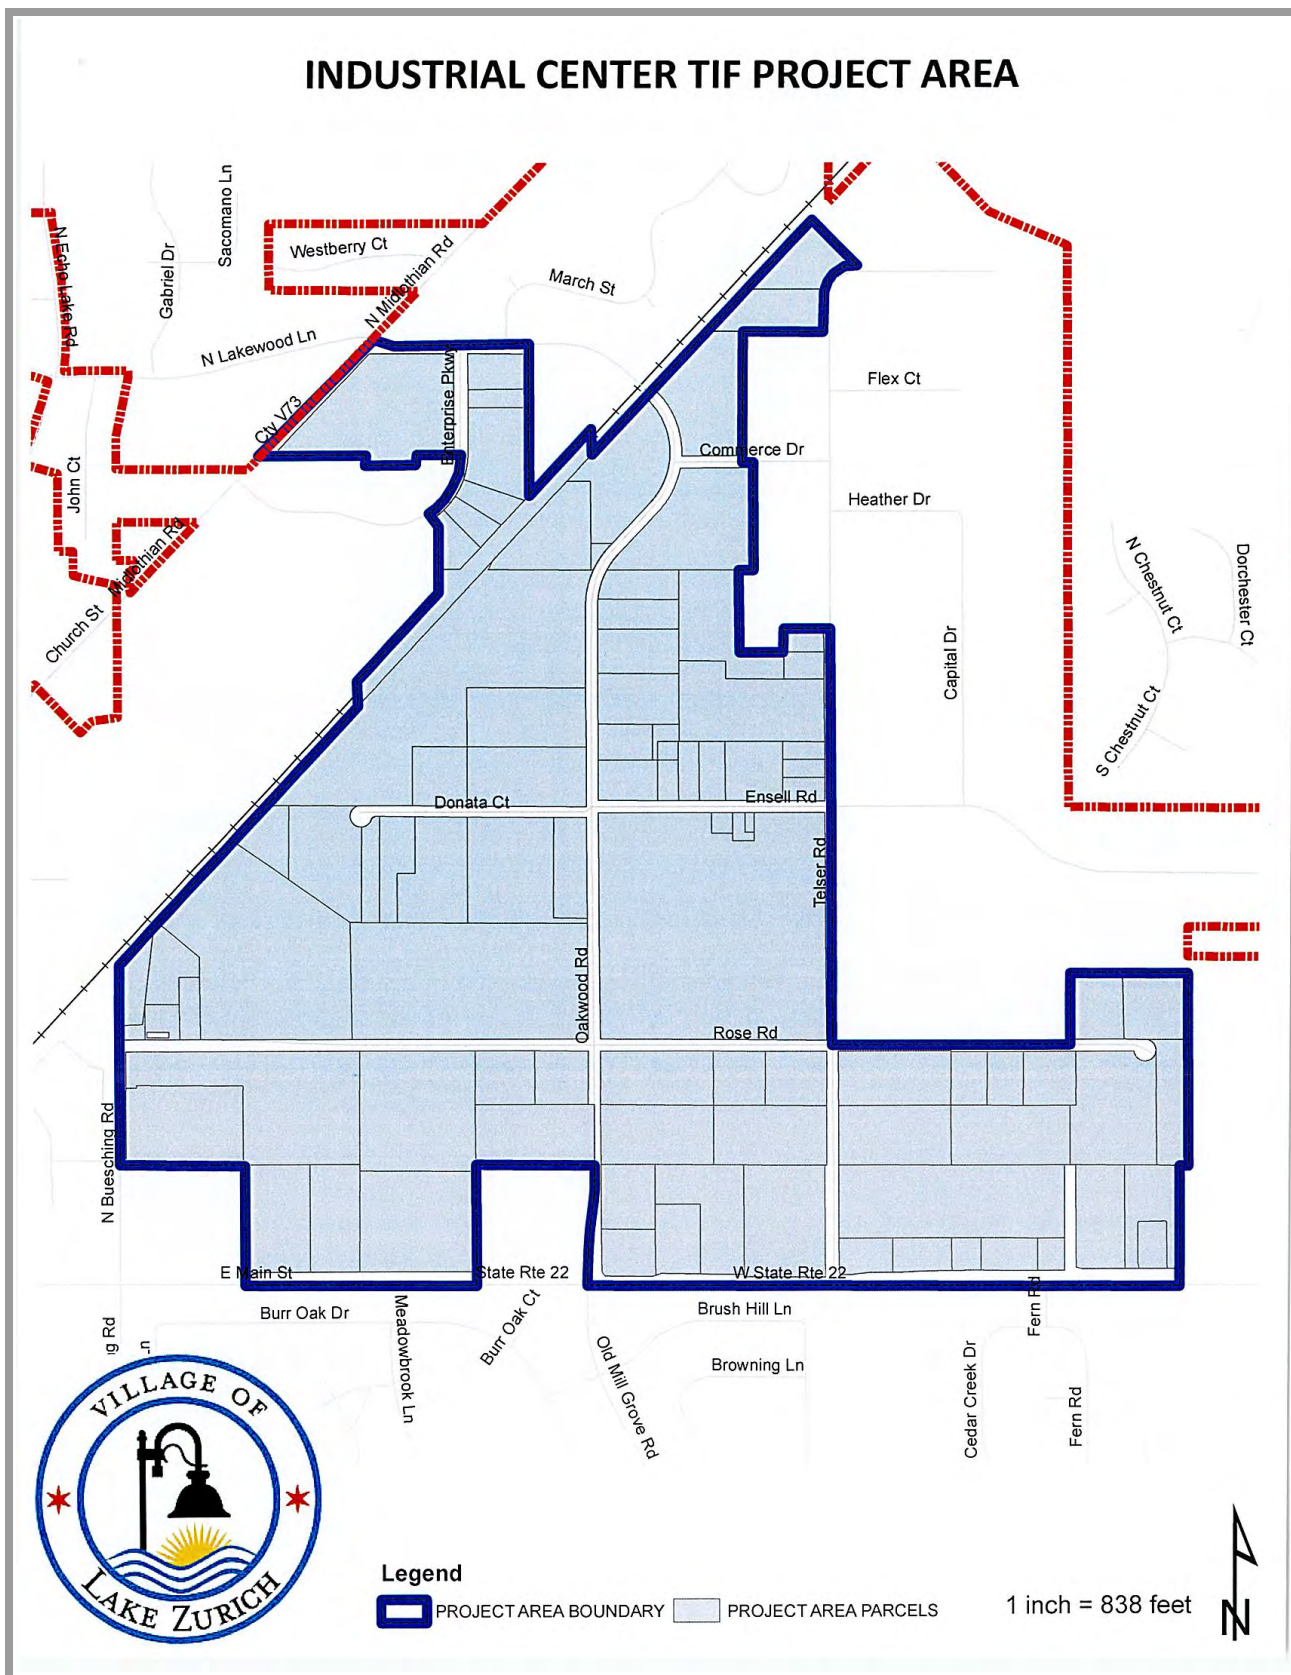 INDUSTRIAL CENTER TIF PROJECT AREA
Sacomano Ln
N Echo Lake Rd
Gabriel Dr
Westberry Ct
N Midlothian Rd
March St
N Lakewood Ln
Enterprise Pkwy
Flex Ct
Cty V73
Commerce Dr
John Ct
Heather Dr
Midlothian Rd
N Chestnut Ct
Dorchester Ct
Church St
Capital Dr
S Chestnut Ct
Donata Ct
Ensell Rd
Telser Rd
Oakwood Rd
Rose Rd
N Buesching Rd
E Main St
State Rte 22
W State Rte 22
Burr Oak Dr
Meadowbrook Ln
Burr Oak Ct
Brush Hill Ln
Fern Rd
Old Mill Grove Rd
Browning Ln
Cedar Creek Dr
Fern Rd
ng Rd
Ln
VILLAGE OF
LAKE ZURICH
Legend
PROJECT AREA BOUNDARY
PROJECT AREA PARCELS
1 inch = 838 feet
N